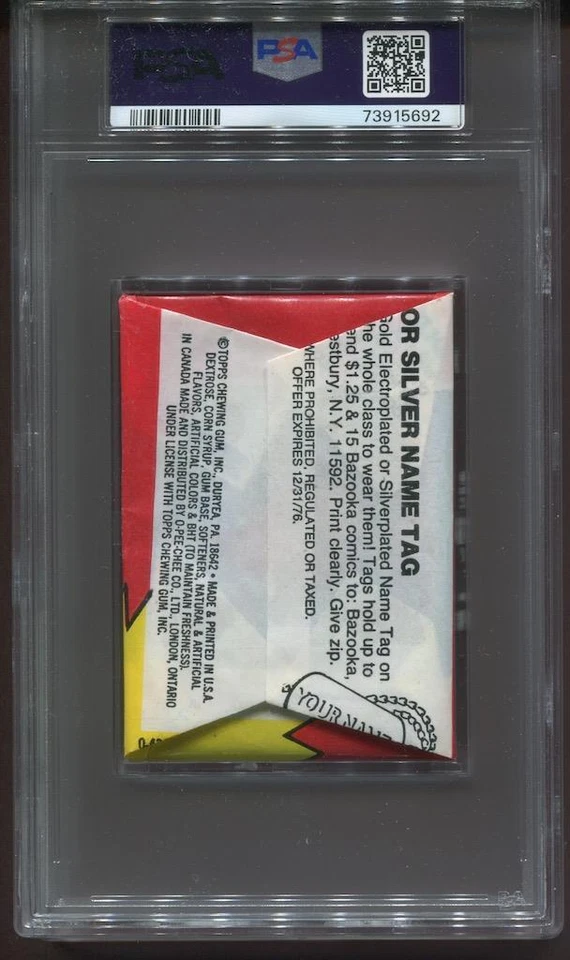 PSA
73915692
OR SILVER NAME TAG
Gold Electroplated or Silverplated Name Tag on
he whole class to wear them! Tags hold up to
end $1.25 & 15 Bazooka comics to: Bazooka,
estbury, N.Y. 11592. Print clearly. Give zip.
WHERE PROHIBITED, REGULATED OR TAXED.
OFFER EXPIRES 12/31/76.
YOUR NAME
©TOPPS CHEWING GUM, INC., DURYEA, PA. 18642 • MADE & PRINTED IN U.S.A.
DEXTROSE, CORN SYRUP, GUM BASE, SOFTENERS, NATURAL & ARTIFICIAL
FLAVORS, ARTIFICIAL COLORS & BHT (TO MAINTAIN FRESHNESS).
IN CANADA MADE AND DISTRIBUTED BY O-PEE-CHEE CO., LTD., LONDON, ONTARIO
UNDER LICENSE WITH TOPPS CHEWING GUM, INC.